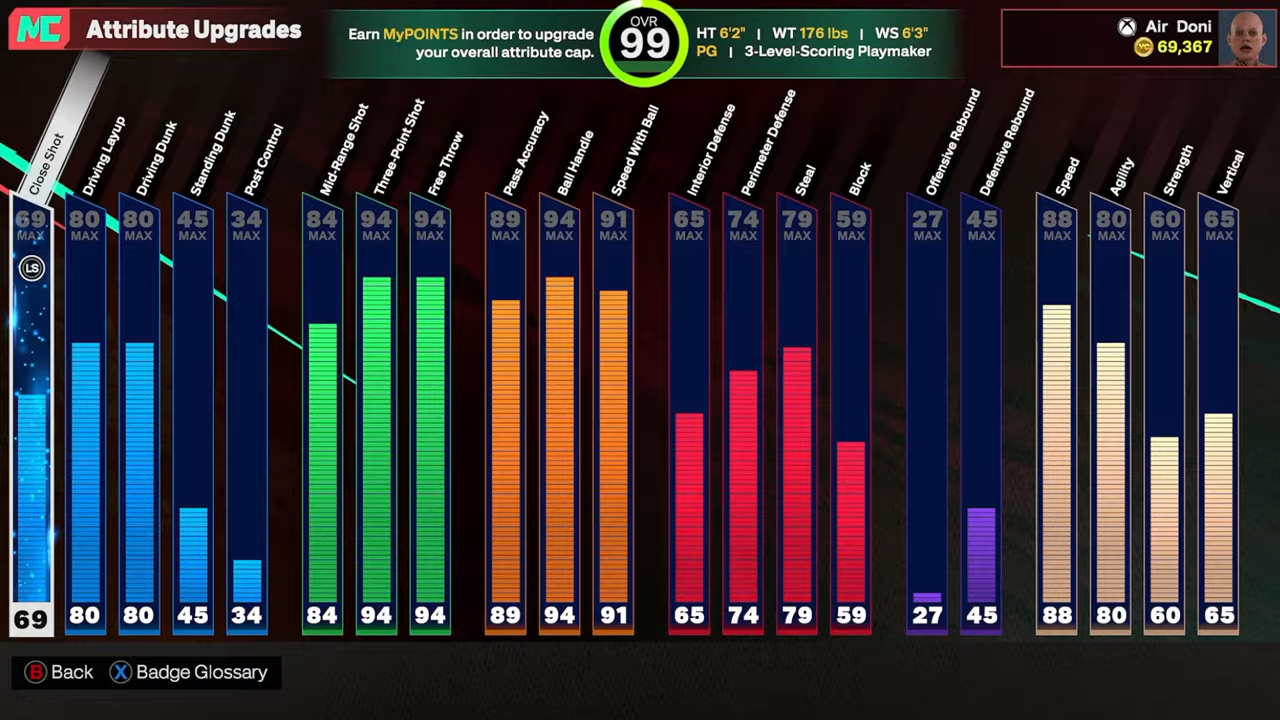 MC Attribute Upgrades
Earn MyPOINTS in order to upgrade
your overall attribute cap.
OVR
99
HT 6'2" | WT 176 lbs | WS 6'3"
PG | 3-Level-Scoring Playmaker
Air Doni
VC 69,367
Close Shot
Driving Layup
Driving Dunk
Standing Dunk
Post Control
Mid-Range Shot
Three-Point Shot
Free Throw
Pass Accuracy
Ball Handle
Speed With Ball
Interior Defense
Perimeter Defense
Steal
Block
Offensive Rebound
Defensive Rebound
Speed
Agility
Strength
Vertical
69 80 80 45 34 84 94 94 89 94 91 65 74 79 59 27 45 88 80 60 65
MAX MAX MAX MAX MAX MAX MAX MAX MAX MAX MAX MAX MAX MAX MAX MAX MAX MAX MAX MAX MAX
LS
69 80 80 45 34 84 94 94 89 94 91 65 74 79 59 27 45 88 80 60 65
B Back X Badge Glossary